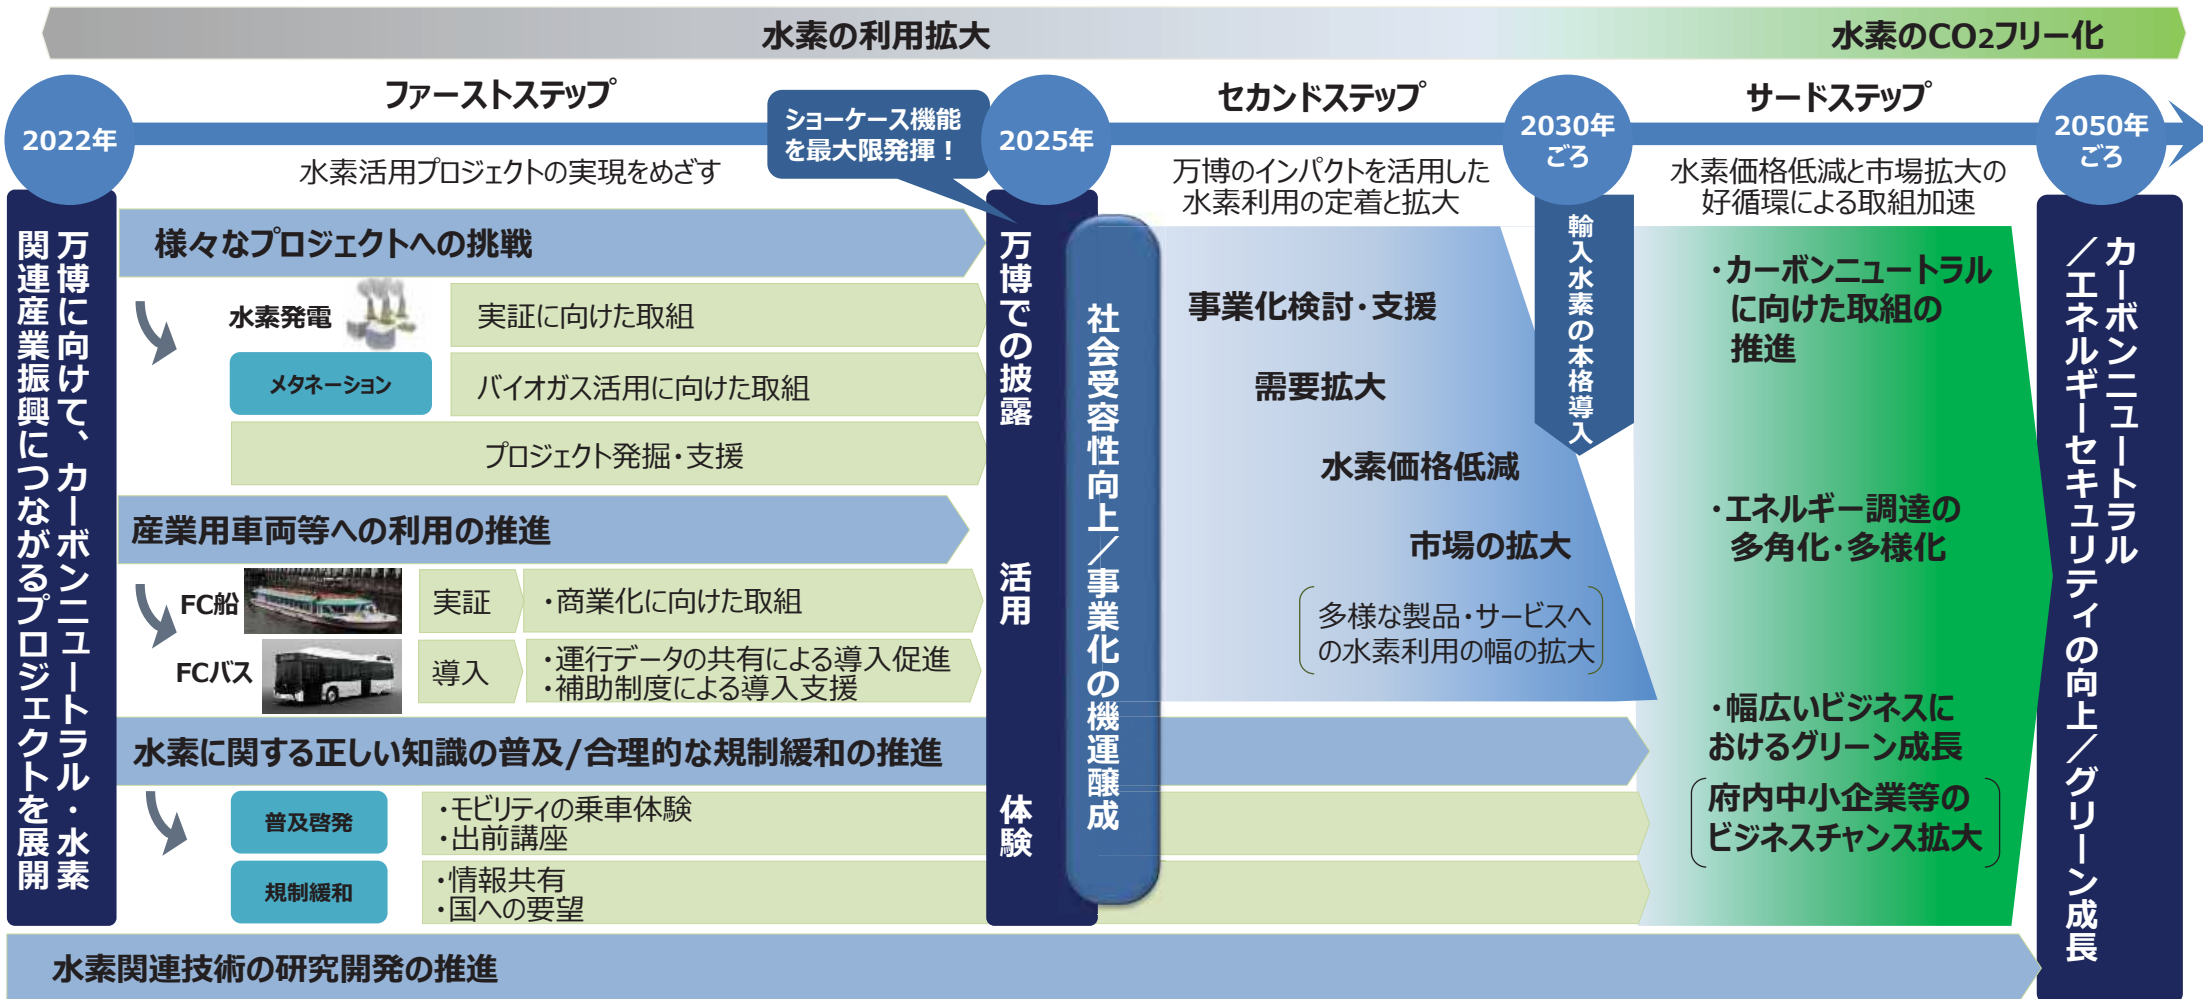 水素の利用拡大
水素のCO2フリー化
ファーストステップ
セカンドステップ
サードステップ
ショーケース機能
を最大限発揮！
2022年
2025年
2030年
ごろ
2050年
ごろ
水素活用プロジェクトの実現をめざす
万博のインパクトを活用した
水素利用の定着と拡大
水素価格低減と市場拡大の
好循環による取組加速
万博に向けて、カーボンニュートラル・水素
関連産業振興につながるプロジェクトを展開
様々なプロジェクトへの挑戦
水素発電
実証に向けた取組
メタネーション
バイオガス活用に向けた取組
プロジェクト発掘・支援
産業用車両等への利用の推進
FC船
実証
・商業化に向けた取組
FCバス
導入
・運行データの共有による導入促進
・補助制度による導入支援
水素に関する正しい知識の普及/合理的な規制緩和の推進
普及啓発
・モビリティの乗車体験
・出前講座
規制緩和
・情報共有
・国への要望
水素関連技術の研究開発の推進
万博での披露
活用
体験
社会受容性向上／事業化の機運醸成
事業化検討・支援
需要拡大
水素価格低減
市場の拡大
多様な製品・サービスへ
の水素利用の幅の拡大
輸入水素の本格導入
・カーボンニュートラル
に向けた取組の
推進
・エネルギー調達の
多角化・多様化
・幅広いビジネスに
おけるグリーン成長
府内中小企業等の
ビジネスチャンス拡大
カーボンニュートラル
／エネルギーセキュリティの向上／グリーン成長